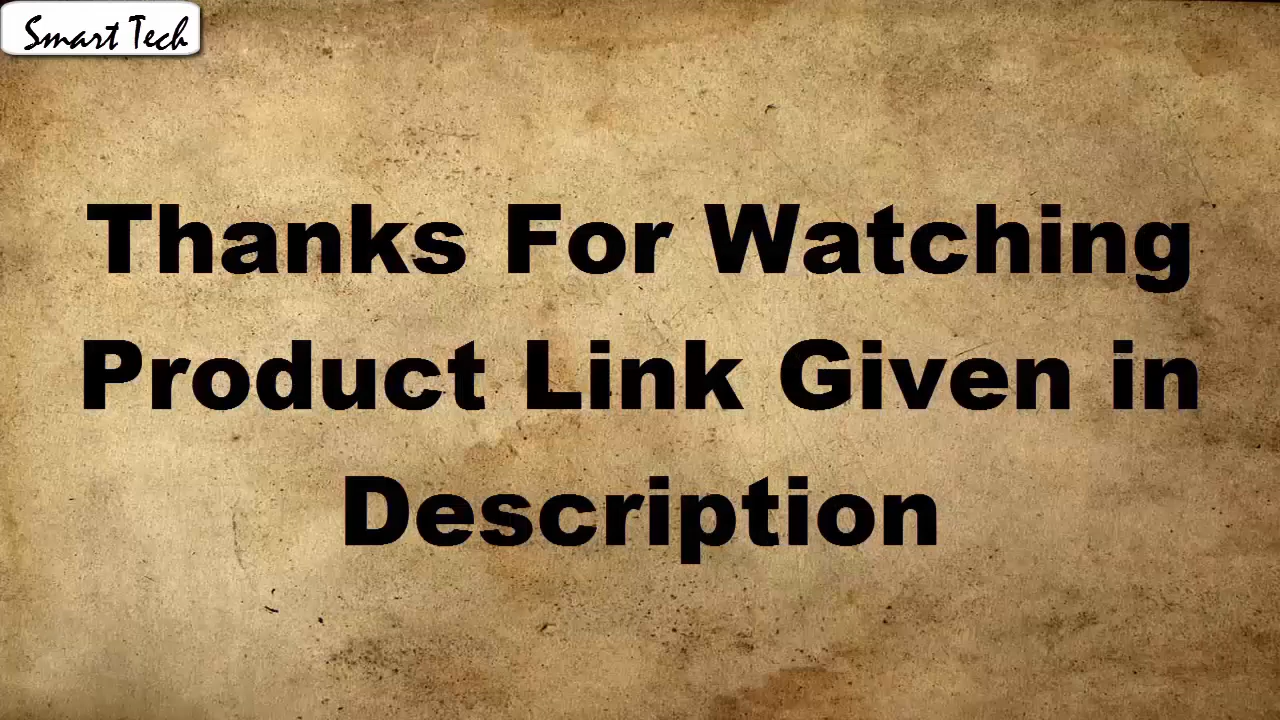 Smart Tech
Thanks For Watching
Product Link Given in
Description